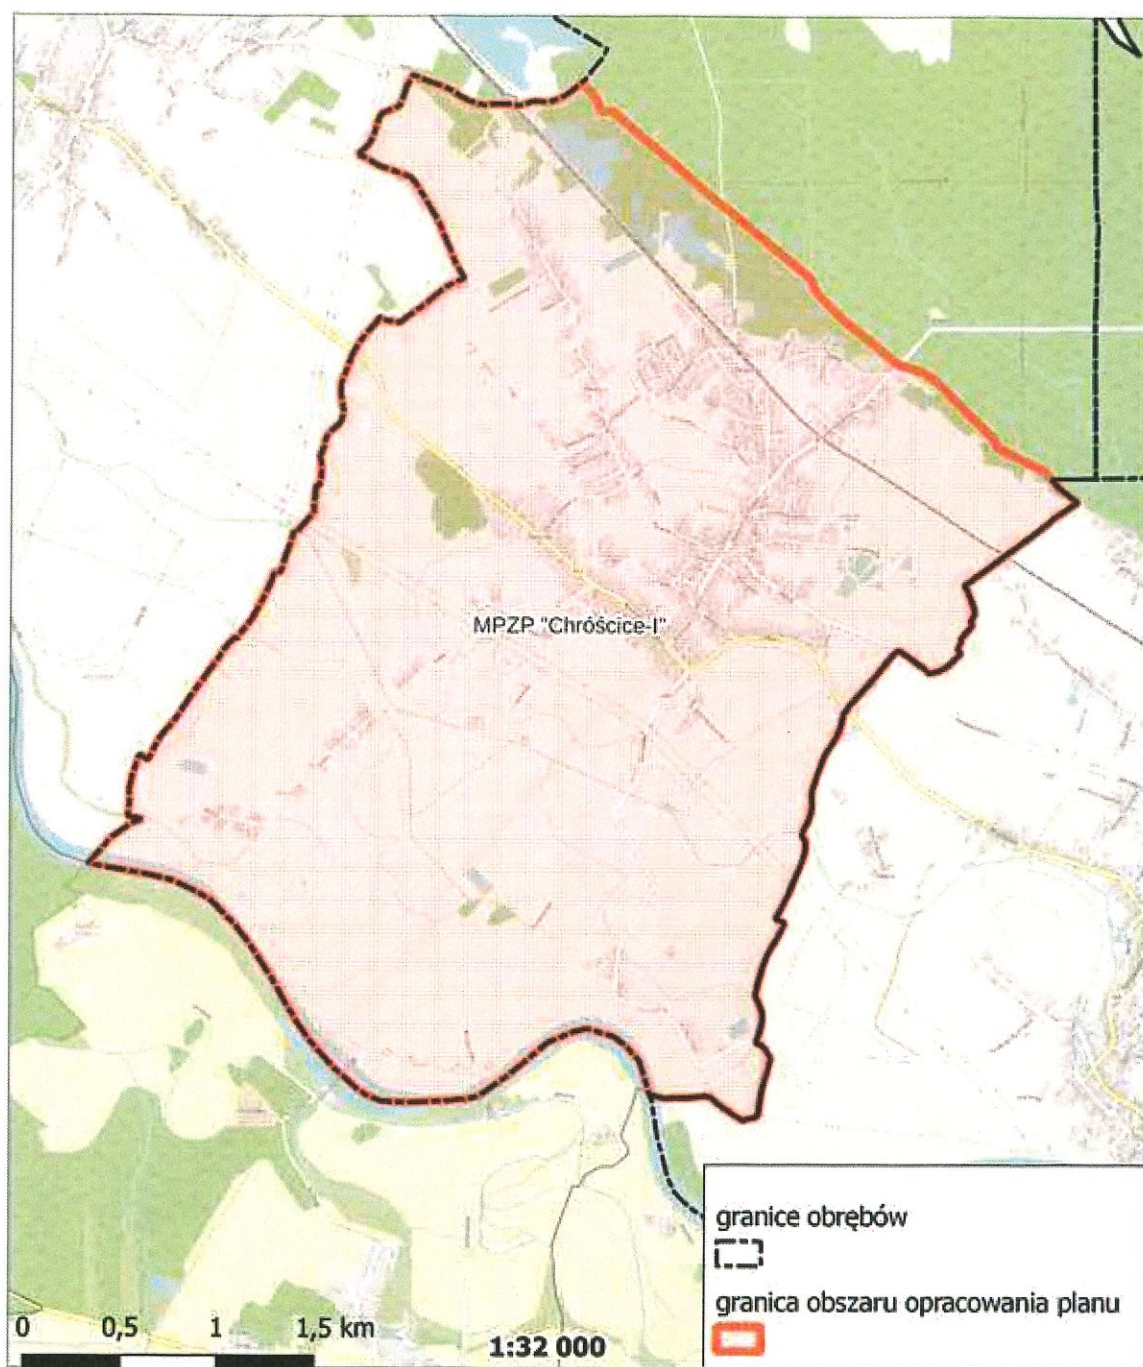 MPZP "Chróścice-I"
granice obrębów
granica obszaru opracowania planu
0 0,5 1 1,5 km
1:32 000